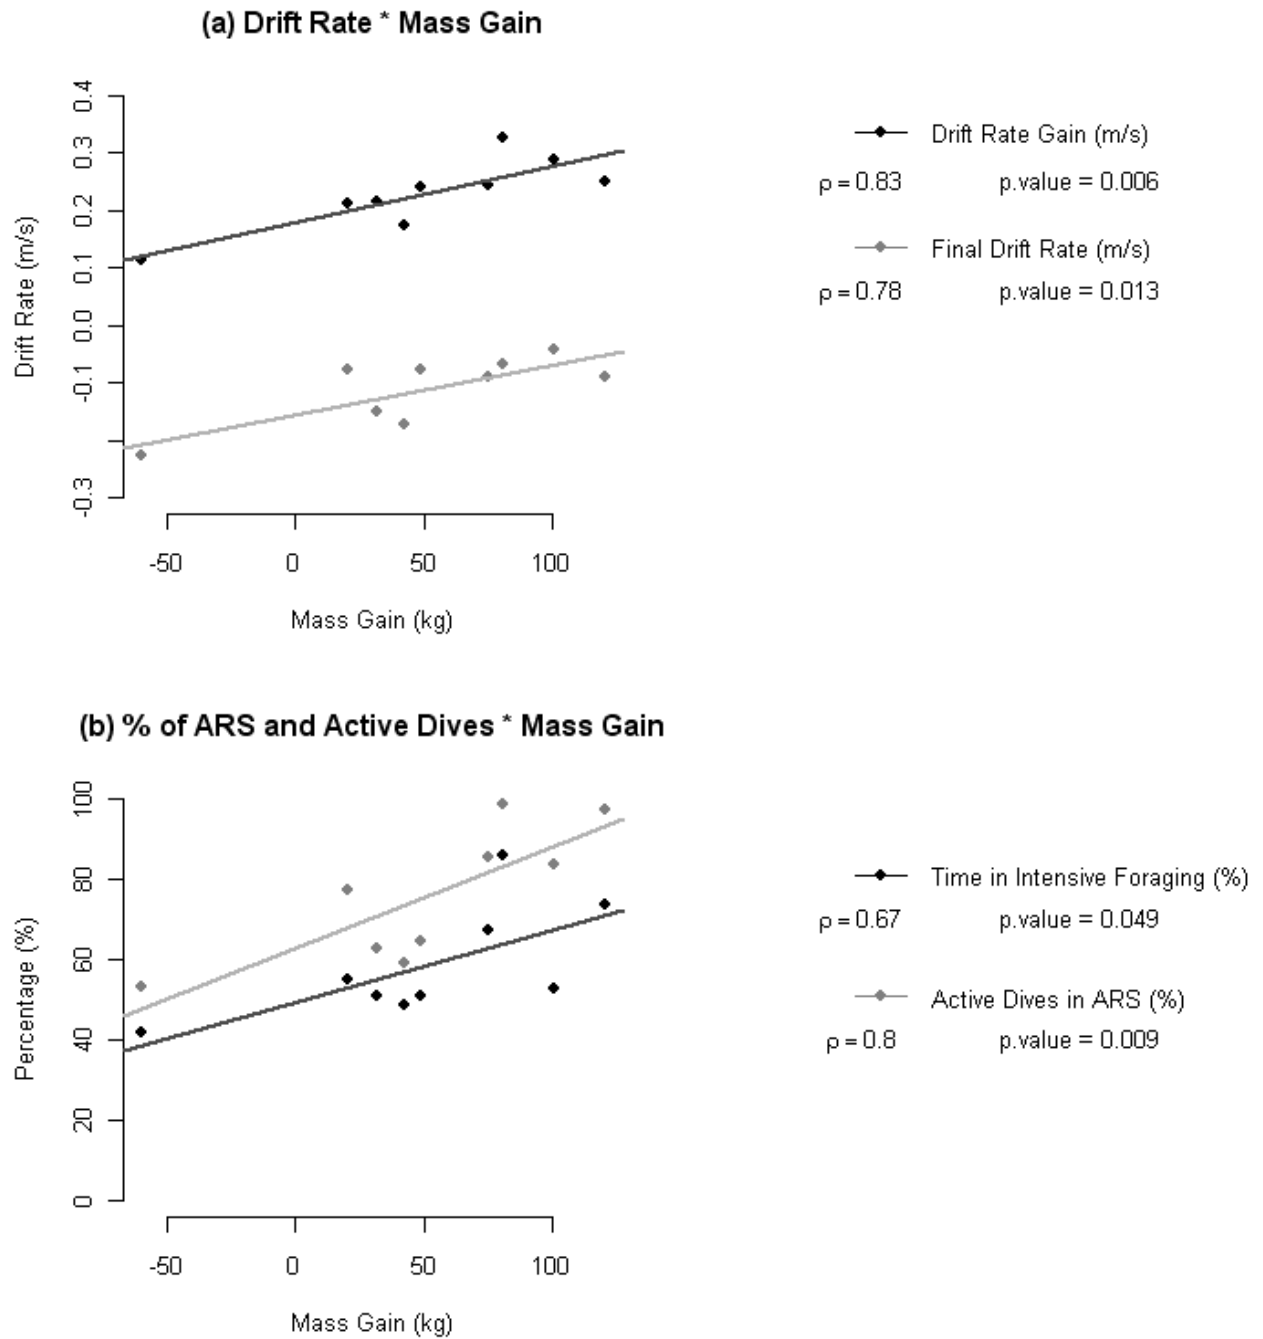 (a) Drift Rate * Mass Gain
0.4
0.3
0.2
0.1
0.0
-0.1
-0.3
Drift Rate (m/s)
-50 0 50 100
Mass Gain (kg)
Drift Rate Gain (m/s)
ρ = 0.83 p.value = 0.006
Final Drift Rate (m/s)
ρ = 0.78 p.value = 0.013
(b) % of ARS and Active Dives * Mass Gain
100
80
60
40
20
0
Percentage (%)
-50 0 50 100
Mass Gain (kg)
Time in Intensive Foraging (%)
ρ = 0.67 p.value = 0.049
Active Dives in ARS (%)
ρ = 0.8 p.value = 0.009